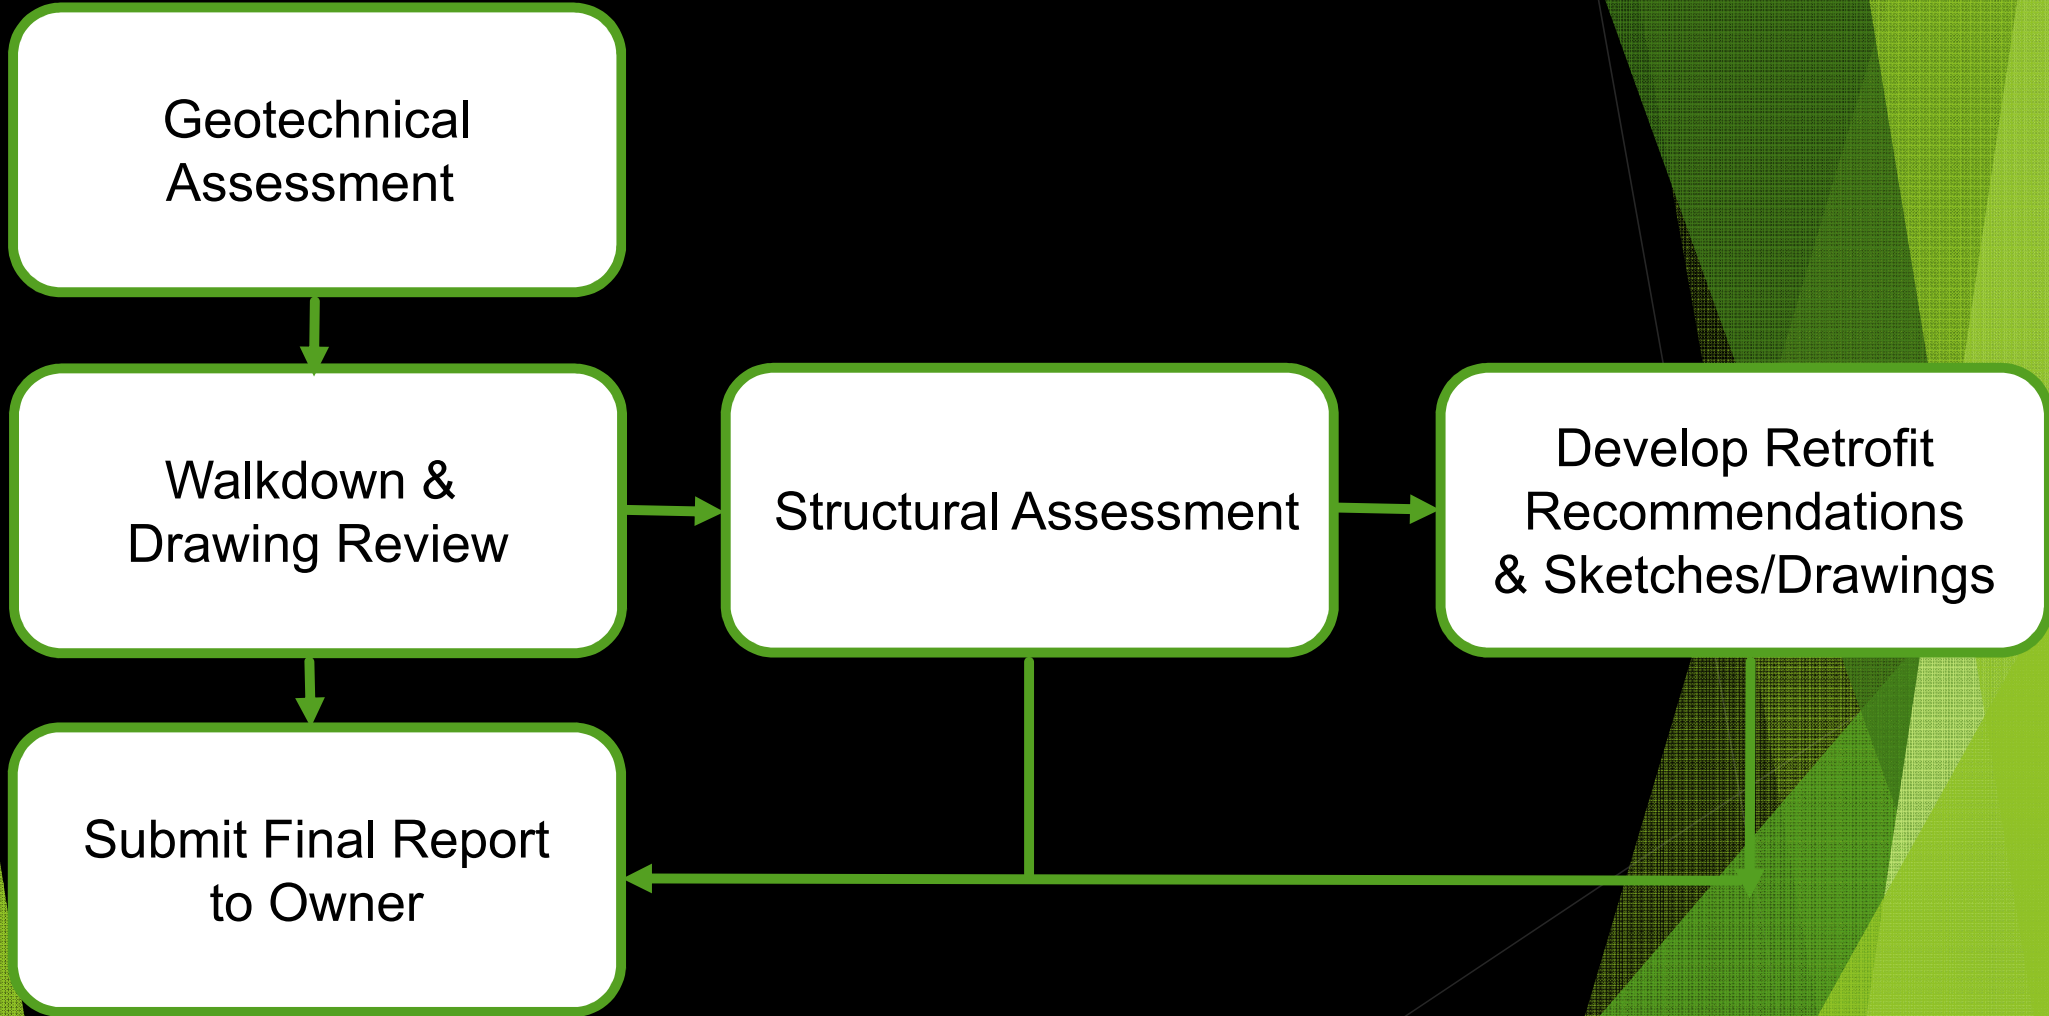 Geotechnical
Assessment
Walkdown &
Drawing Review
Structural Assessment
Develop Retrofit
Recommendations
& Sketches/Drawings
Submit Final Report
to Owner